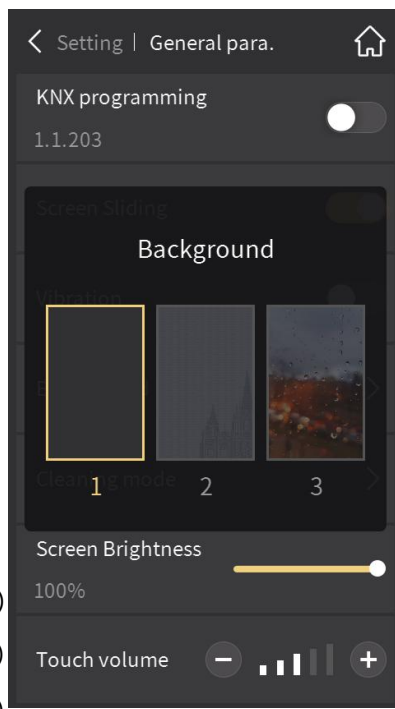 Setting | General para.
KNX programming
1.1.203
Screen Sliding
Background
Vibration
1 2 3
Cleaning mode
Screen Brightness
100%
)
)
Touch volume